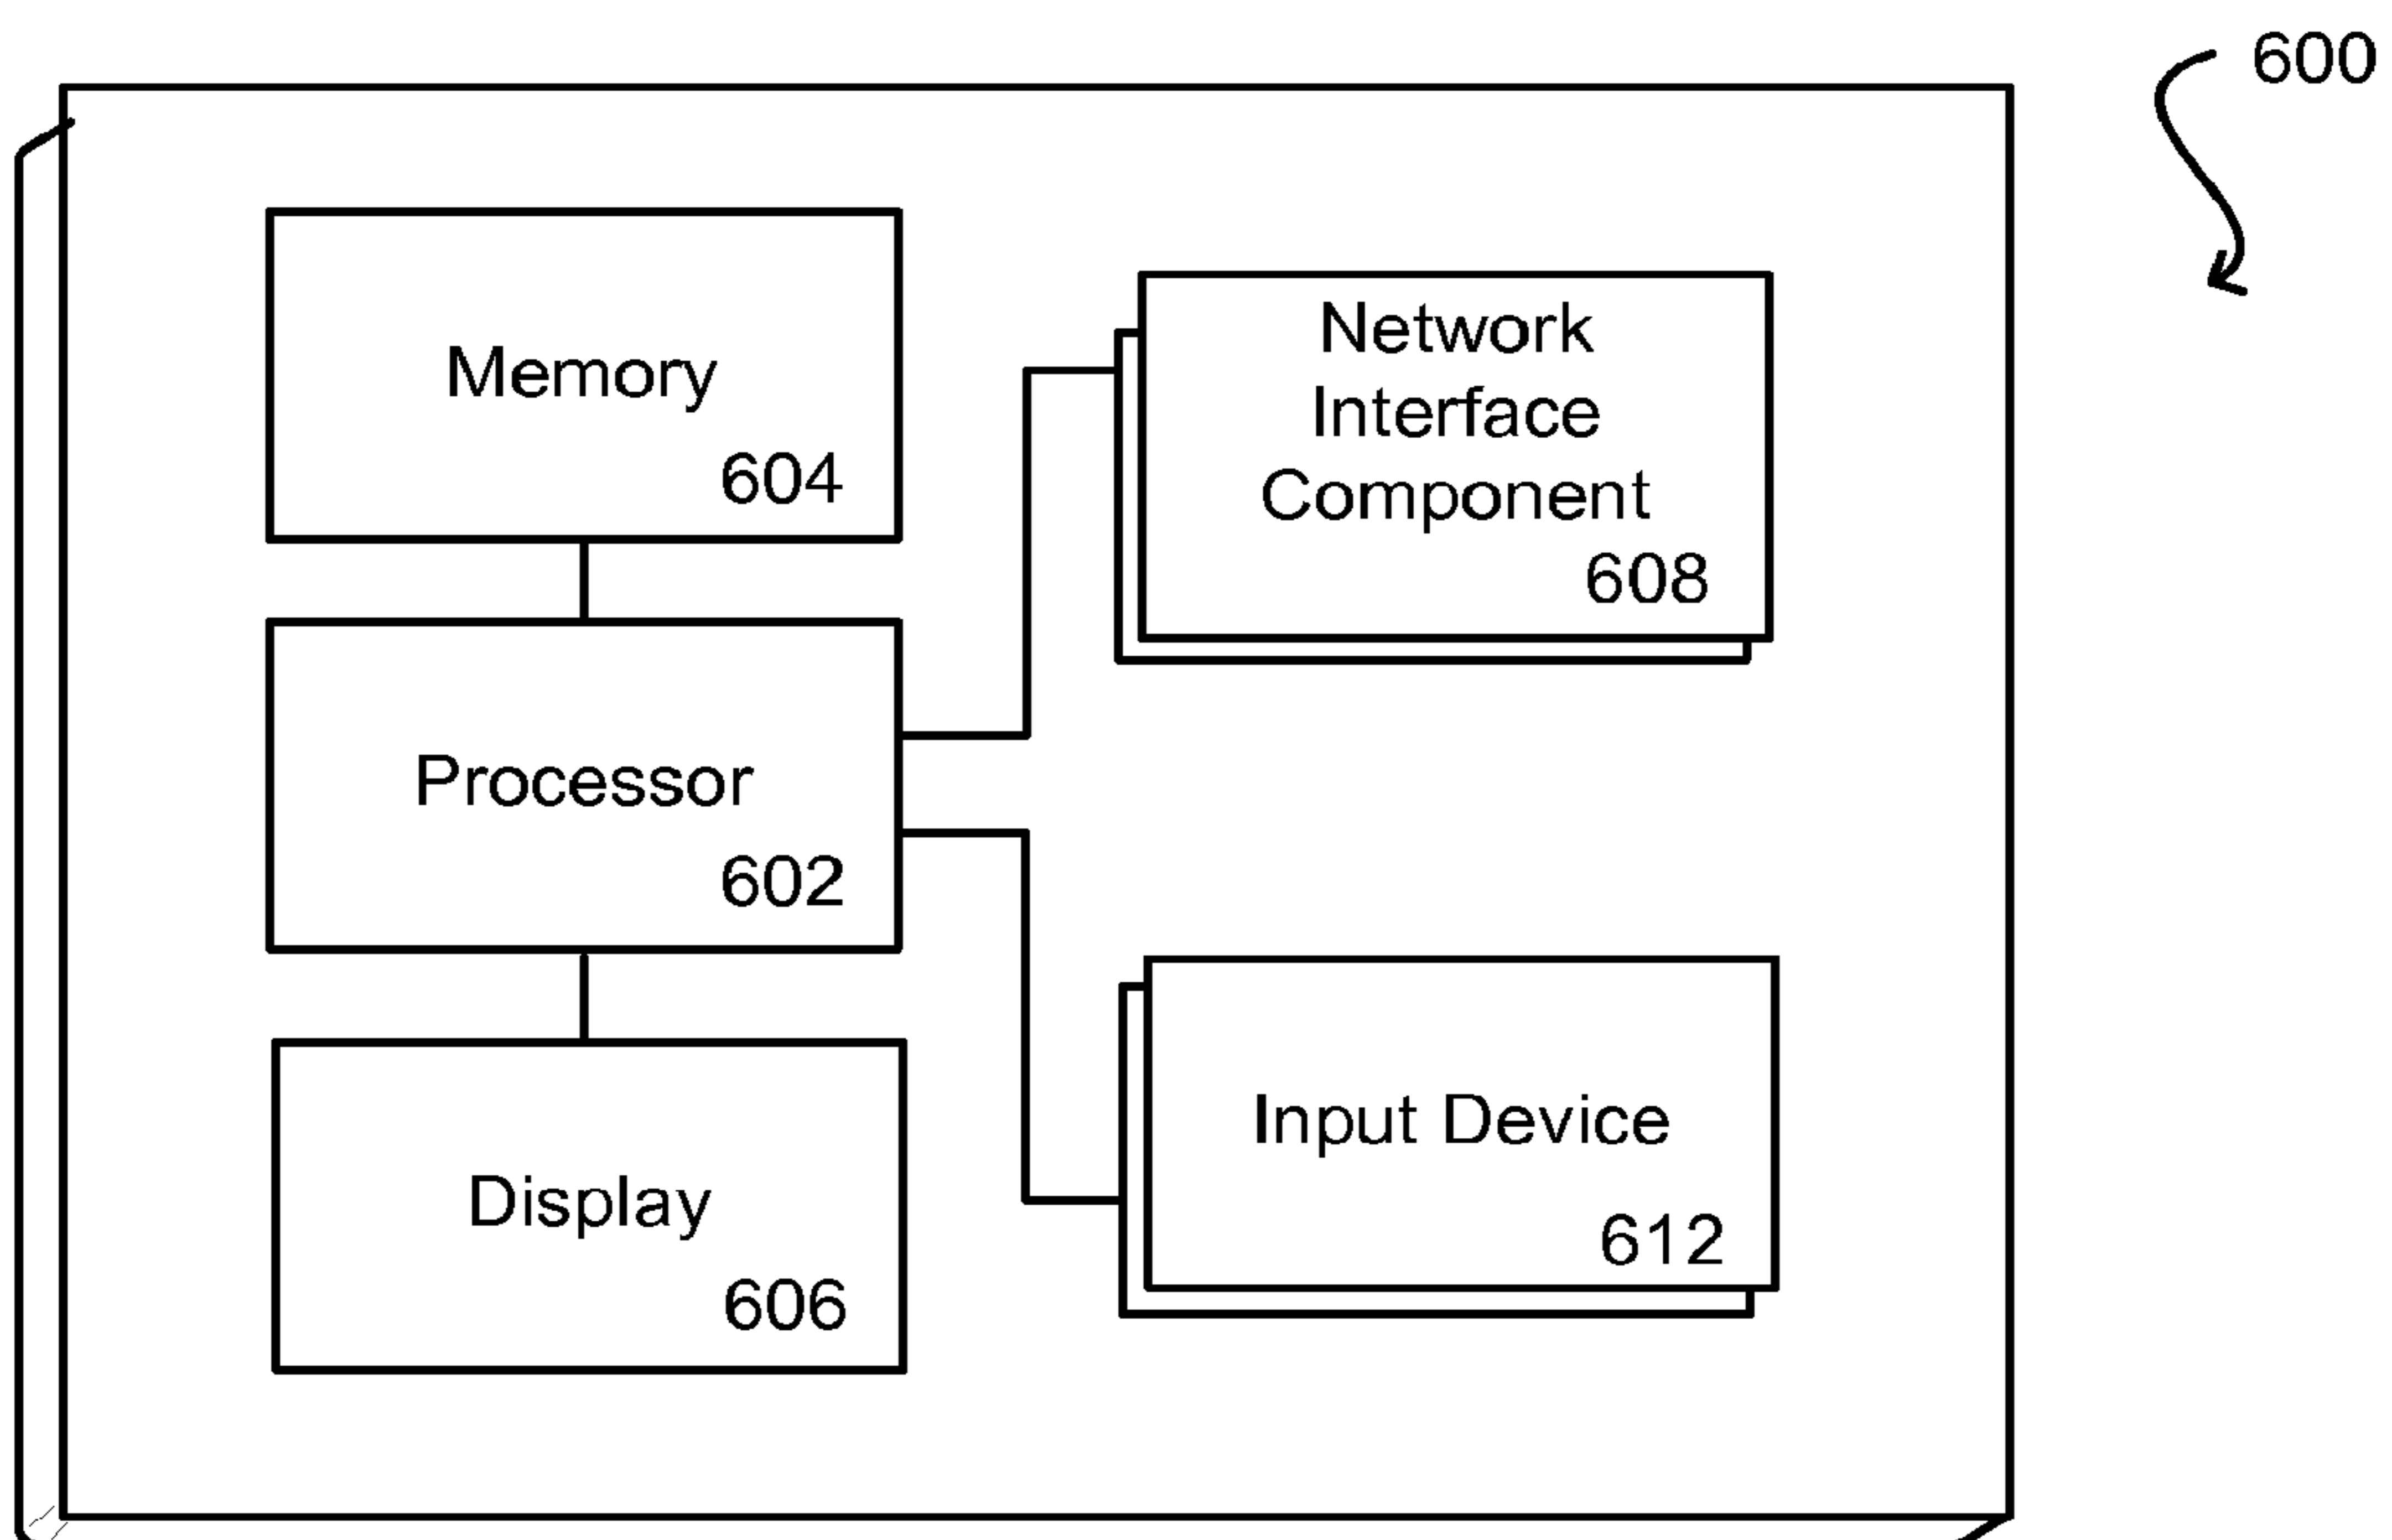 600
Memory
604
Network
Interface
Component
608
Processor
602
Display
606
Input Device
612